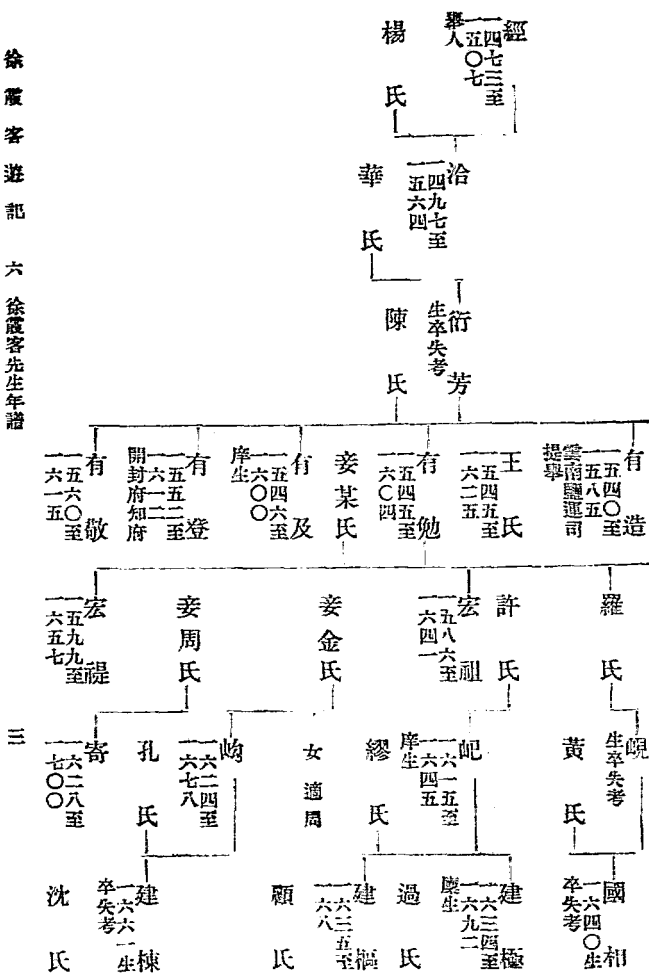 經
一四七三至
一五〇七
舉人
楊氏
洽
一四九七至
一五六四
華氏
衍芳
生卒失考
陳氏
有造
一五四〇至
一五八五
雲南鹽運司
提舉
王氏
一五四五至
一六二五
有勉
一五四五至
一六〇四
妾某氏
有及
一五四六至
一六〇〇
庠生
有登
一五五二至
一六一二
開封府知府
有敬
一五六〇至
一六一五
羅氏
許氏
宏祖
一五八六至
一六四一
妾金氏
妾周氏
宏禔
一五九九至
一六五七
峴
生卒失考
黃氏
屺
一六一五至
一六四五
庠生
繆氏
女適周
岣
一六二四至
一六七八
孔氏
寄
一六二八至
一七〇〇
國相
一六四〇生
卒失考
建極
一六三四至
一六九二
廩生
過氏
建樞
一六三五至
一六八
顧氏
建棟
一六六一生
卒失考
沈氏
徐霞客遊記 六 徐霞客先生年譜
三